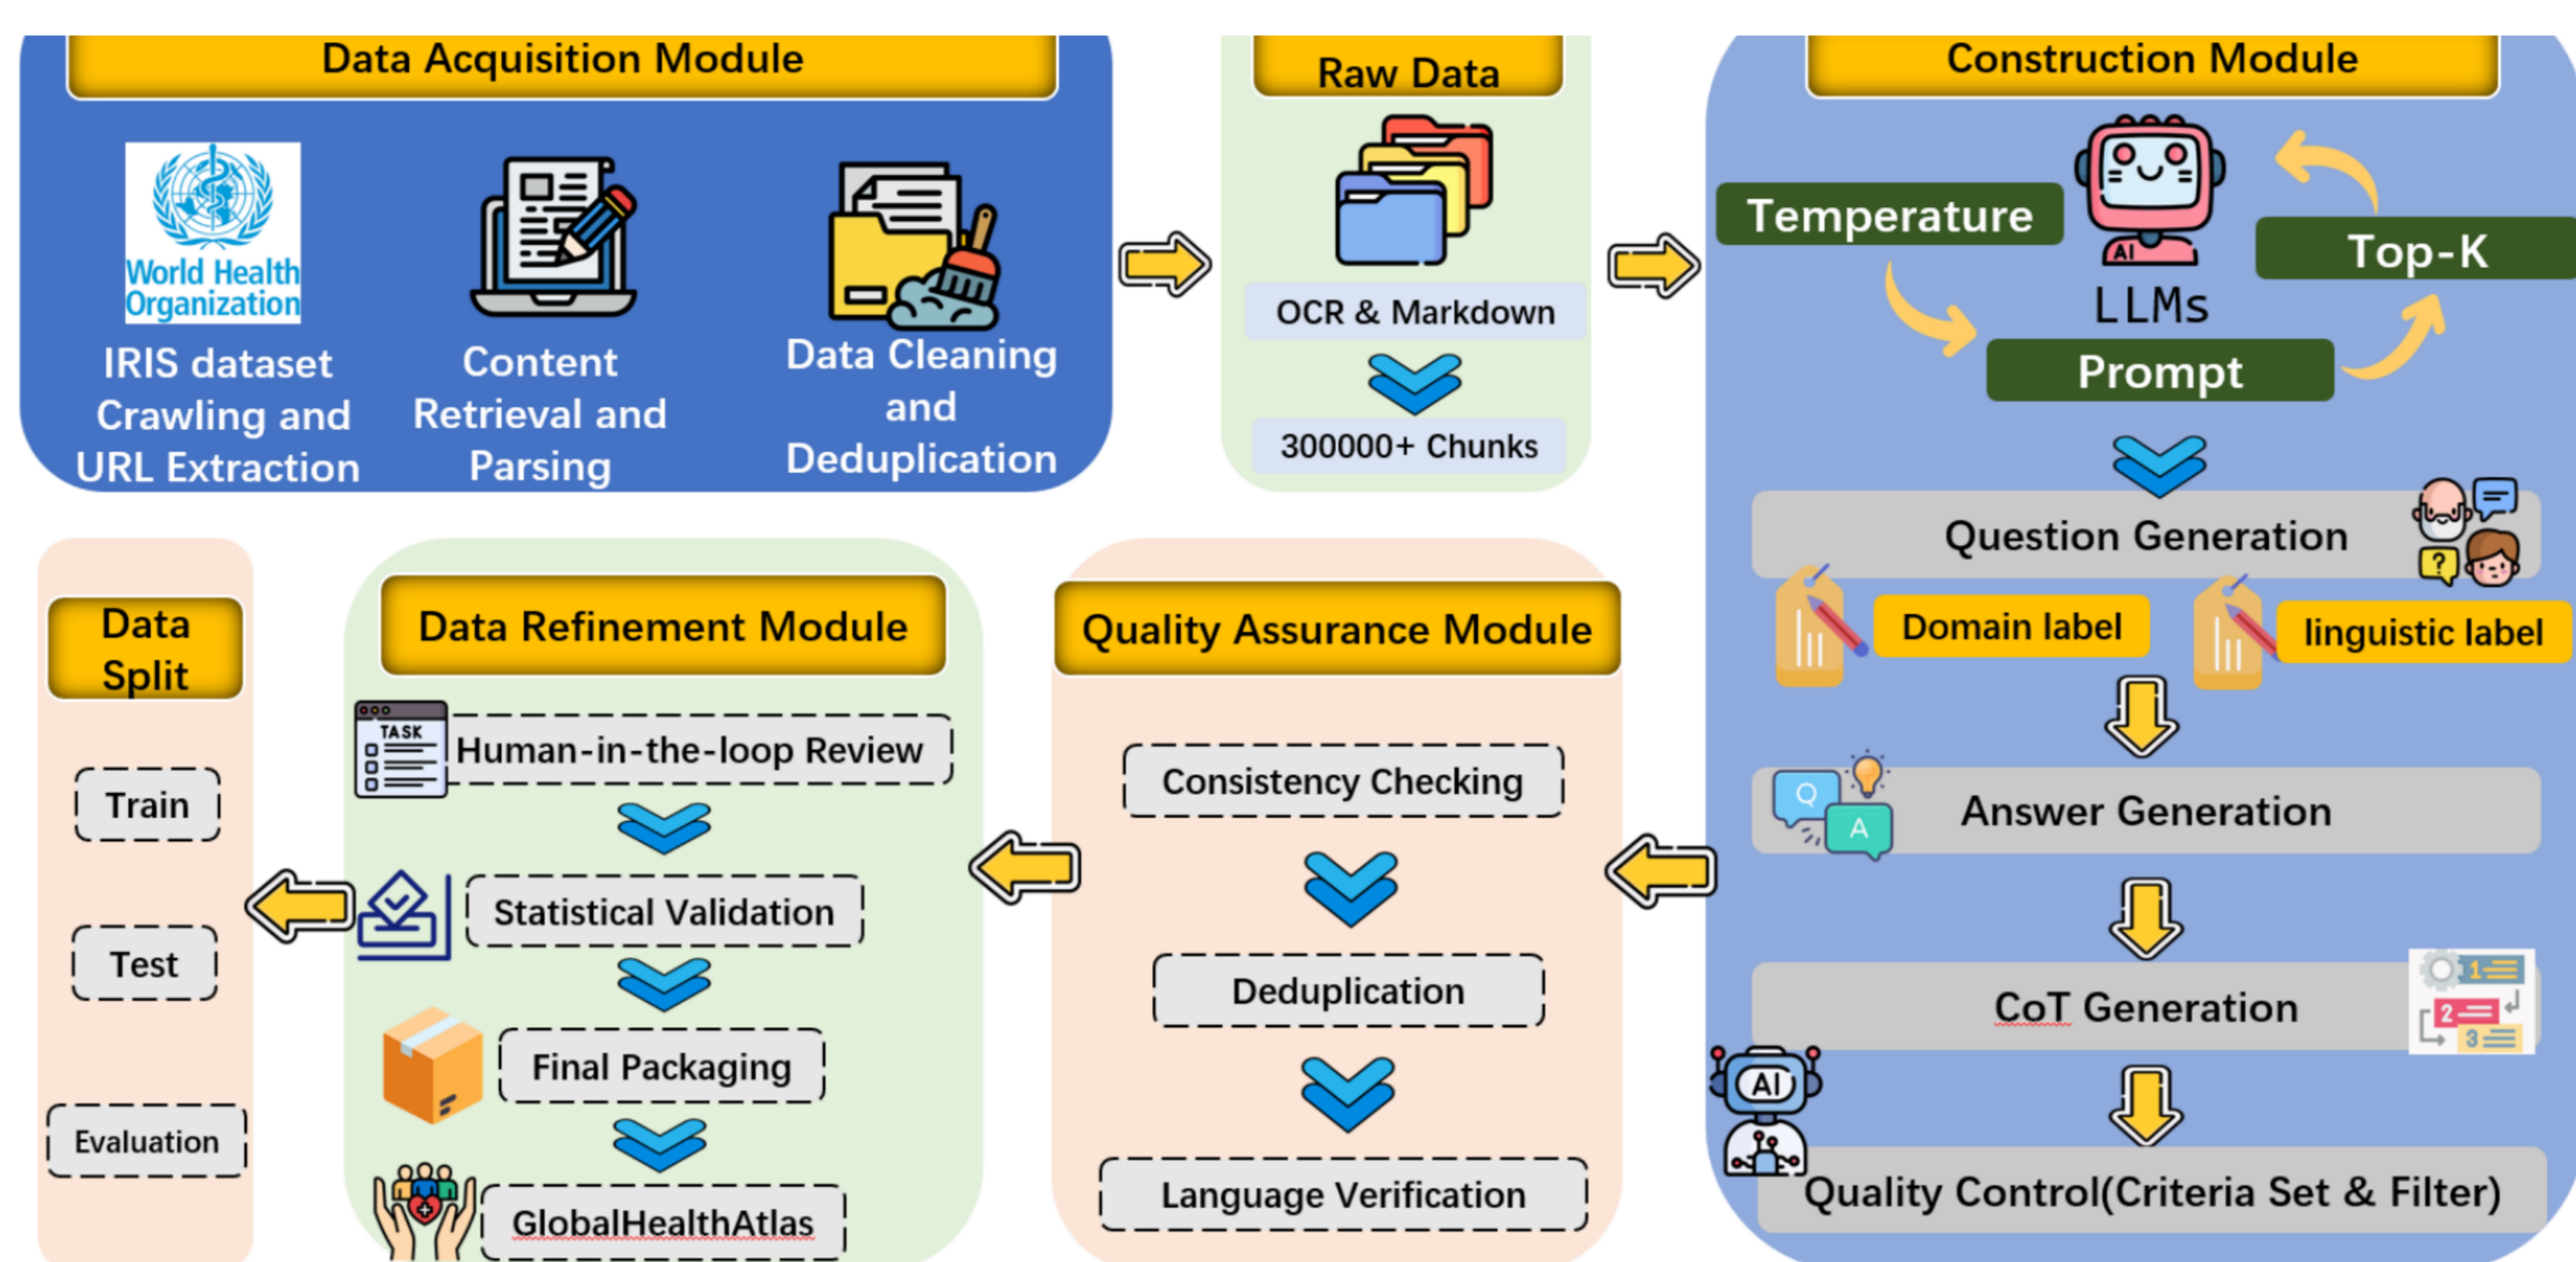 Data Acquisition Module
World Health
Organization
IRIS dataset
Crawling and
URL Extraction
Content
Retrieval and
Parsing
Data Cleaning
and
Deduplication
Raw Data
OCR & Markdown
300000+ Chunks
Construction Module
Temperature
AI
LLMs
Top-K
Prompt
Question Generation
?
Domain label
linguistic label
Q
A
Answer Generation
CoT Generation
1
2
3
AI
Quality Control(Criteria Set & Filter)
Quality Assurance Module
Consistency Checking
Deduplication
Language Verification
Data Refinement Module
TASK
Human-in-the-loop Review
Statistical Validation
Final Packaging
GlobalHealthAtlas
Data
Split
Train
Test
Evaluation